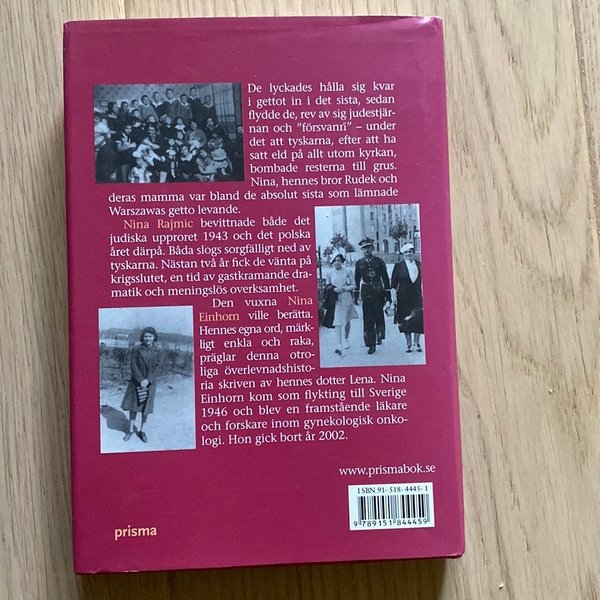 De lyckades hålla sig kvar
i gettot in i det sista, sedan
flydde de, rev av sig judestjär-
nan och ”försvann” – under
det att tyskarna, efter att ha
satt eld på allt utom kyrkan,
bombade resterna till grus.
Nina, hennes bror Rudek och
deras mamma var bland de absolut sista som lämnade
Warszawas getto levande.
Nina Rajmic bevittnade både det
judiska upproret 1943 och det polska
året därpå. Båda slogs sorgfälligt ned av
tyskarna. Nästan två år fick de vänta på
krigsslutet, en tid av gastkramande dra-
matik och meningslös overksamhet.
Den vuxna Nina
Einhorn ville berätta.
Hennes egna ord, märk-
ligt enkla och raka,
präglar denna otro-
liga överlevnadshisto-
ria skriven av hennes dotter Lena. Nina
Einhorn kom som flykting till Sverige
1946 och blev en framstående läkare
och forskare inom gynekologisk onko-
logi. Hon gick bort år 2002.
www.prismabok.se
ISBN 91-518-4445-1
9 789151 844459
prisma